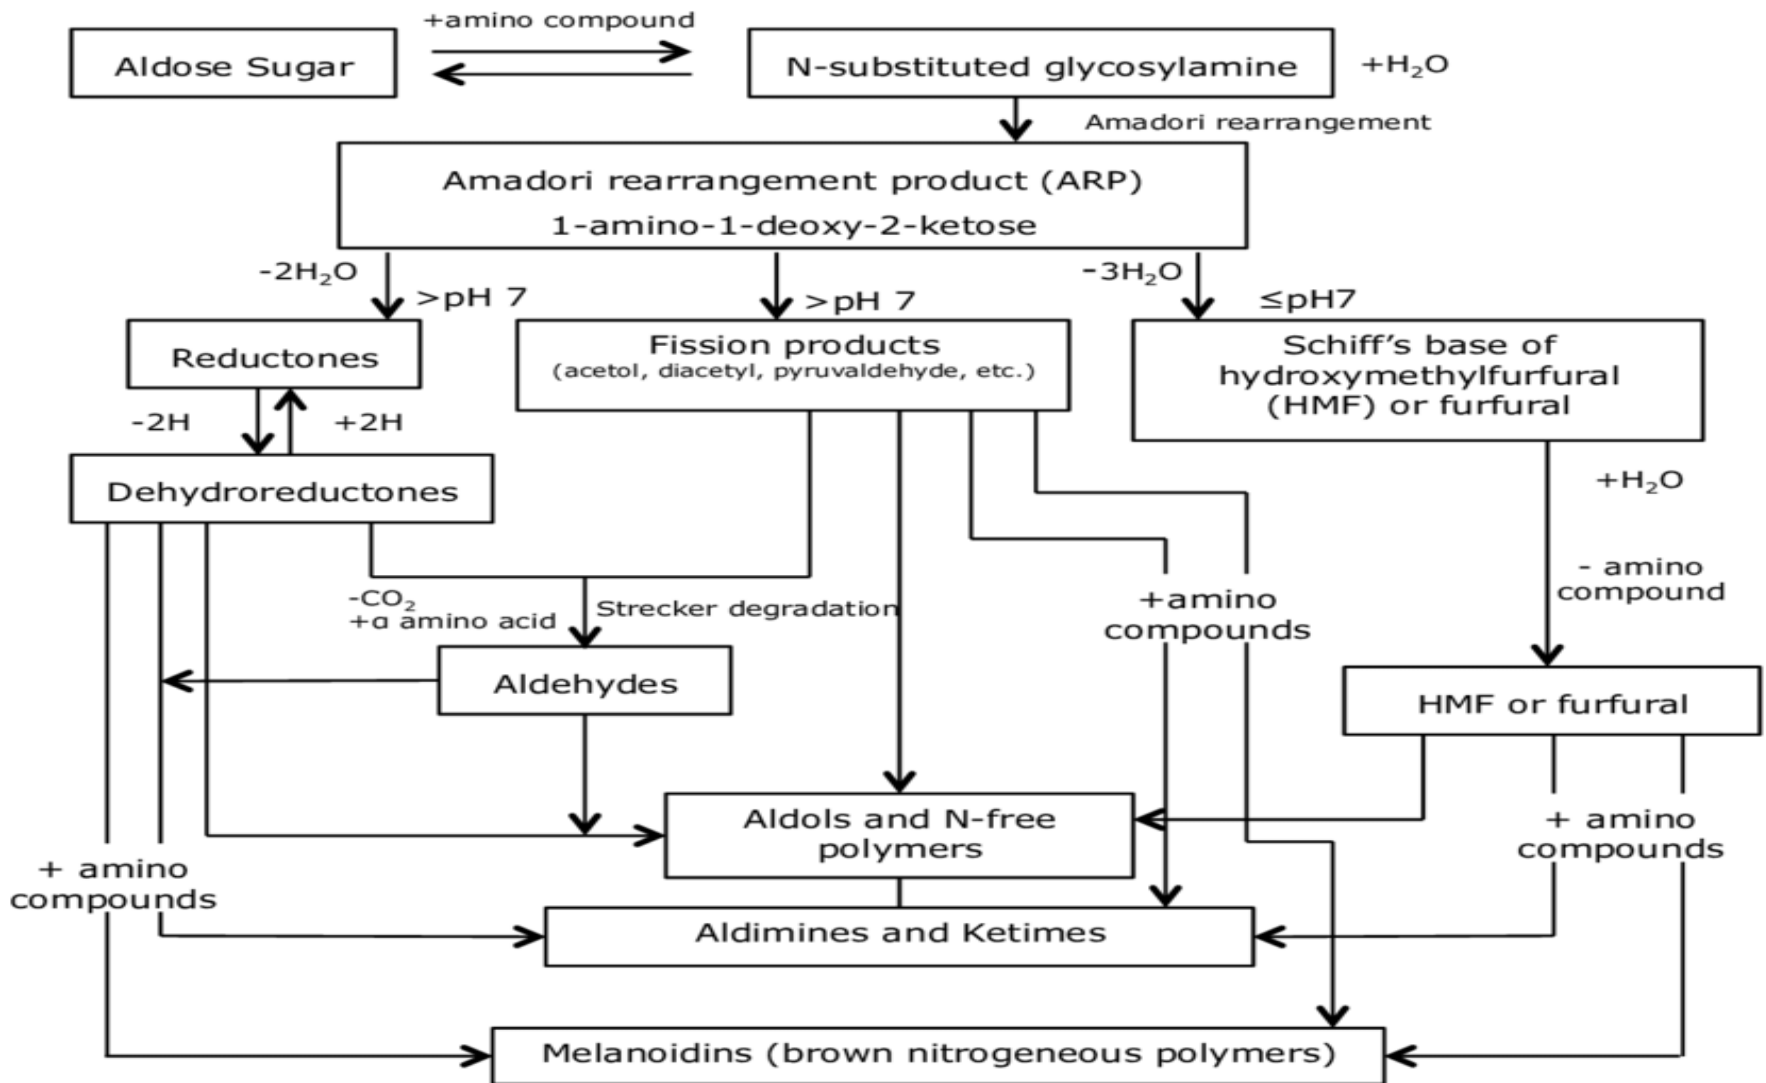 +amino compound
Aldose Sugar
N-substituted glycosylamine
+H₂O
Amadori rearrangement
Amadori rearrangement product (ARP)
1-amino-1-deoxy-2-ketose
-2H₂O
>pH 7
>pH 7
-3H₂O
≤pH7
Reductones
Fission products
(acetol, diacetyl, pyruvaldehyde, etc.)
Schiff's base of
hydroxymethylfurfural
(HMF) or furfural
-2H
+2H
Dehydroreductones
+H₂O
- amino
compound
-CO₂
+α amino acid
Strecker degradation
+amino
compounds
Aldehydes
HMF or furfural
Aldols and N-free
polymers
+ amino
compounds
+ amino
compounds
Aldimines and Ketimes
Melanoidins (brown nitrogeneous polymers)